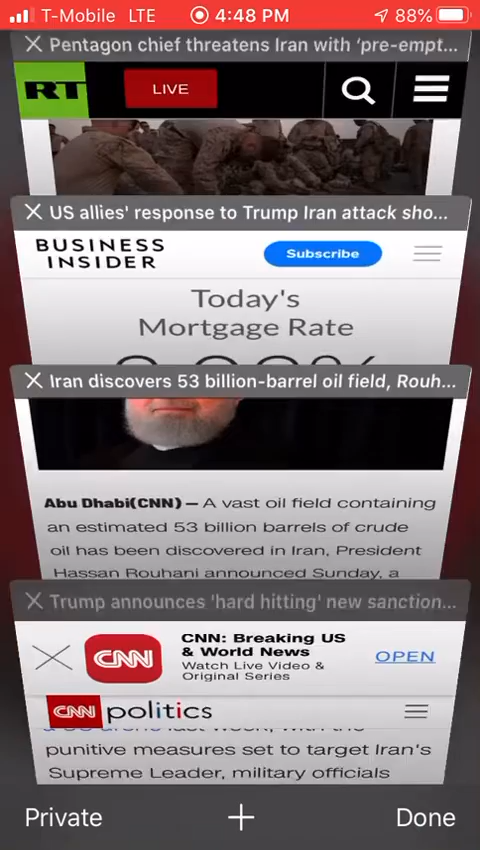 T-Mobile LTE 4:48 PM 88%
Pentagon chief threatens Iran with ‘pre-empt...
RT LIVE
US allies' response to Trump Iran attack sho...
BUSINESS
INSIDER
Subscribe
Today's
Mortgage Rate
Iran discovers 53 billion-barrel oil field, Rouh...
Abu Dhabi(CNN) — A vast oil field containing
an estimated 53 billion barrels of crude
oil has been discovered in Iran, President
Hassan Rouhani announced Sunday, a
Trump announces 'hard hitting' new sanction...
CNN
CNN: Breaking US
& World News
Watch Live Video &
Original Series
OPEN
CNN politics
last week, with the
punitive measures set to target Iran's
Supreme Leader, military officials
Private + Done